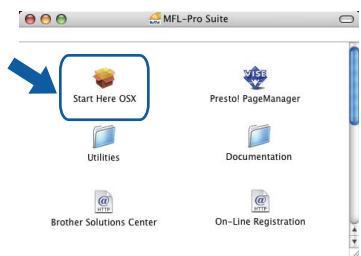 MFL-Pro Suite
Start Here OSX
Presto! PageManager
Utilities
Documentation
Brother Solutions Center
On-Line Registration
VISE
@
HTTP
@
HTTP